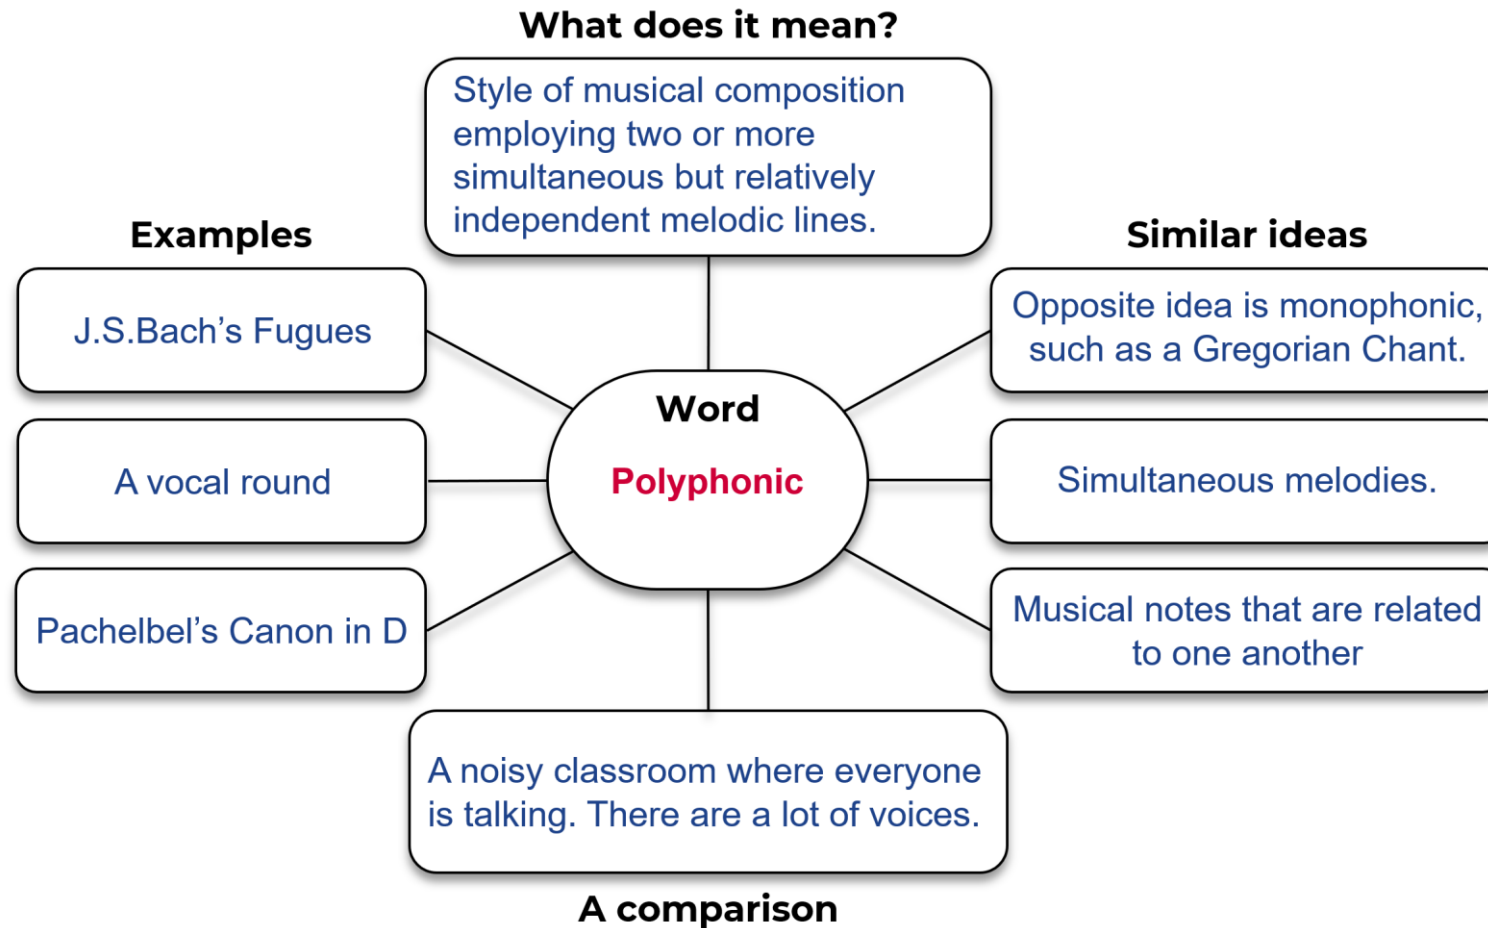 What does it mean?
Style of musical composition
employing two or more
simultaneous but relatively
independent melodic lines.
Examples
J.S.Bach’s Fugues
A vocal round
Pachelbel’s Canon in D
Word
Polyphonic
Similar ideas
Opposite idea is monophonic,
such as a Gregorian Chant.
Simultaneous melodies.
Musical notes that are related
to one another
A noisy classroom where everyone
is talking. There are a lot of voices.
A comparison